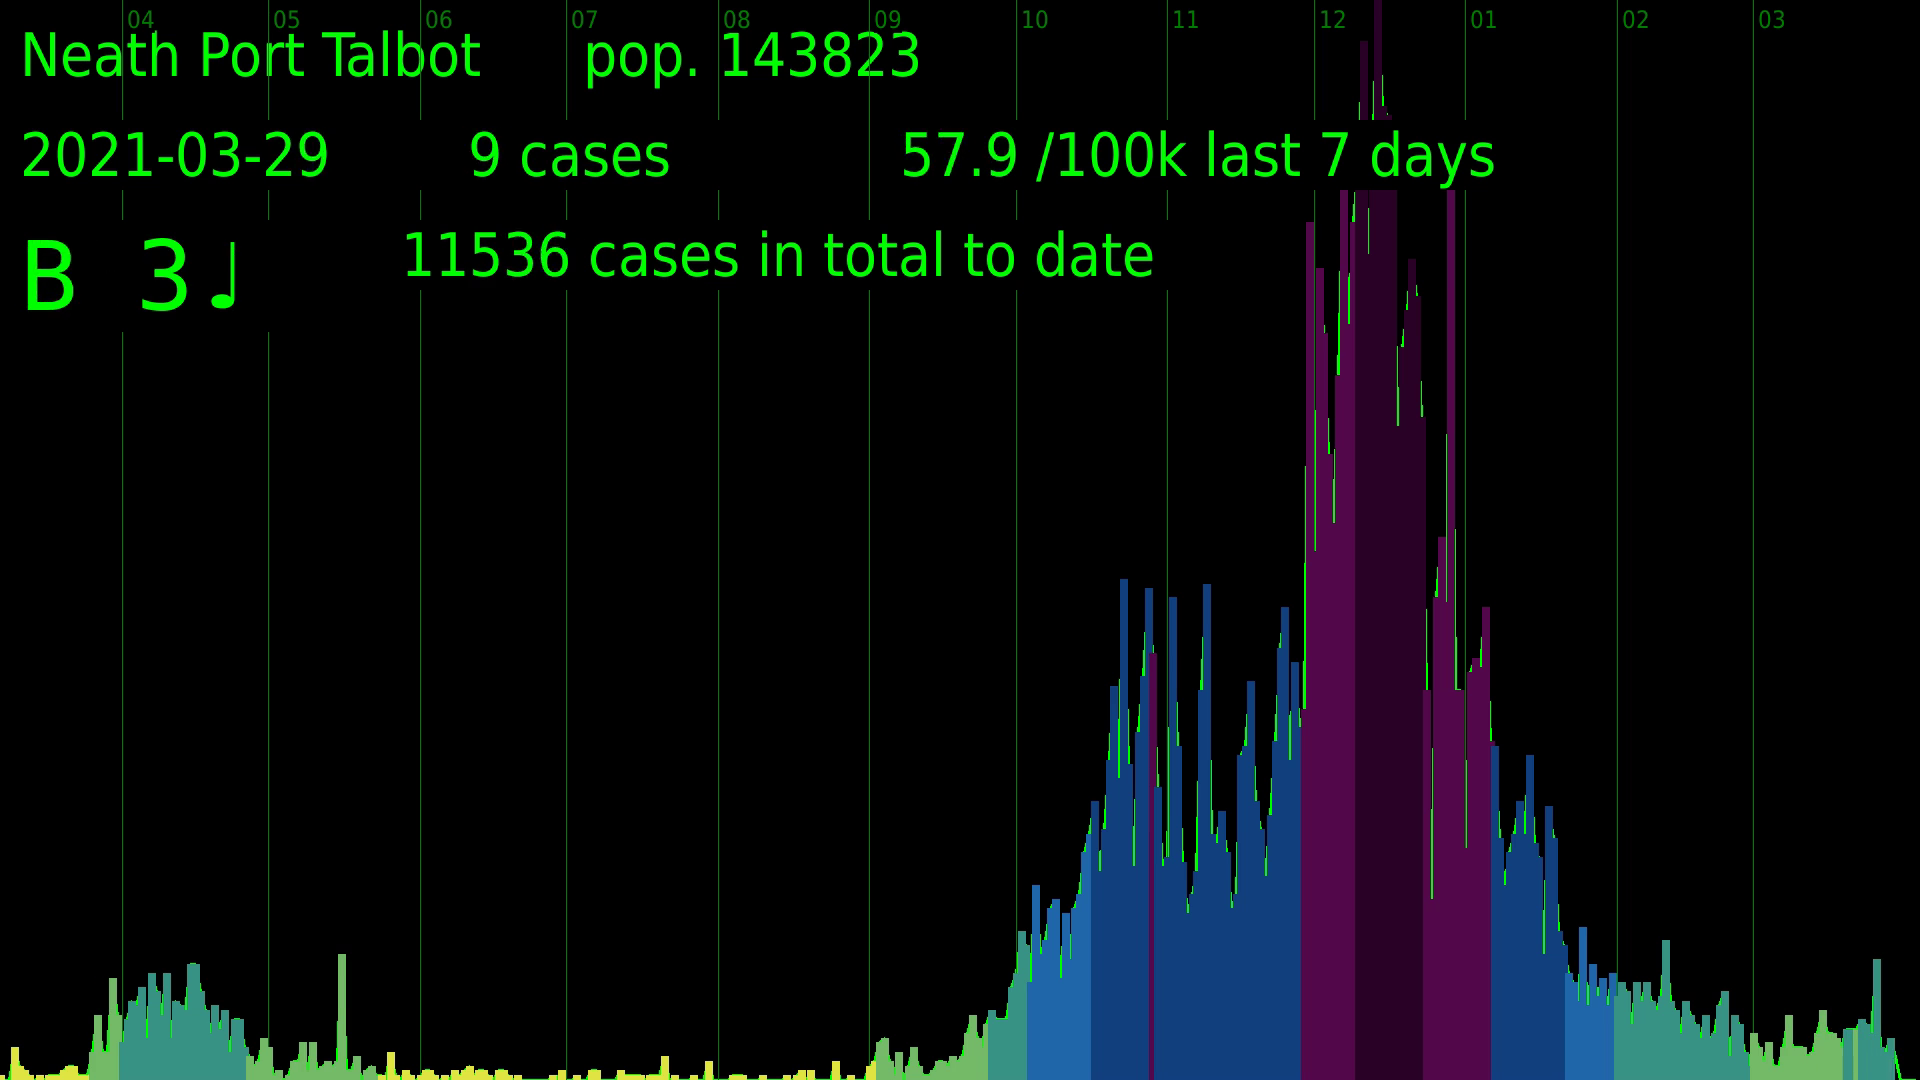 04 05 06 07 08 09 10 11 12 01 02 03
Neath Port Talbot pop. 143823
2021-03-29 9 cases 57.9 /100k last 7 days
B 3♩ 11536 cases in total to date